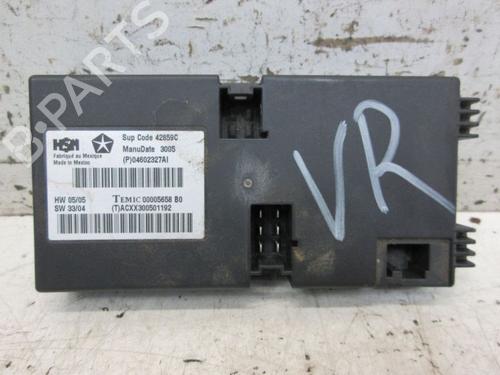 HSM
Fabriqué au Mexique
Made in Mexico
Sup Code 42859C
ManuDate 3005
(P)04602327AI
HW 05/05
SW 33/04
TEMIC 00005658 B0
(T)ACXX300501192
VR
B-PARTS